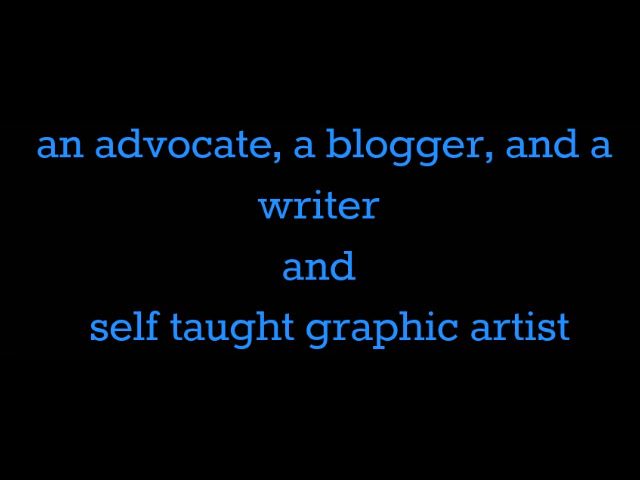 an advocate, a blogger, and a
writer
and
self taught graphic artist